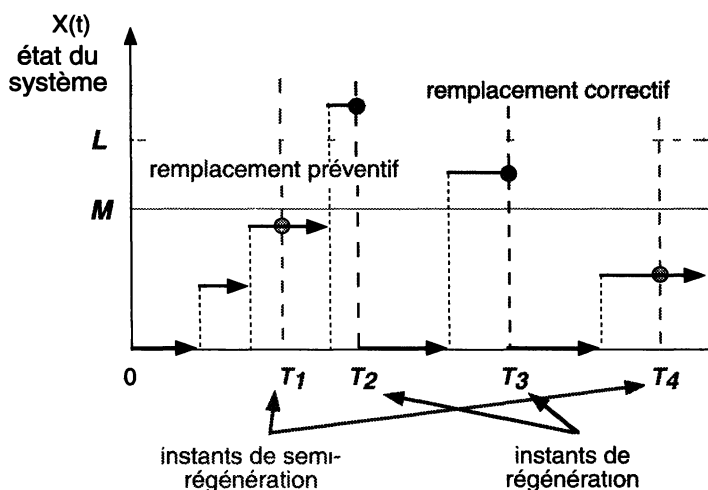 X(t)
état du
système
remplacement correctif
L
remplacement préventif
M
0 T1 T2 T3 T4
instants de semi-
régénération
instants de
régénération